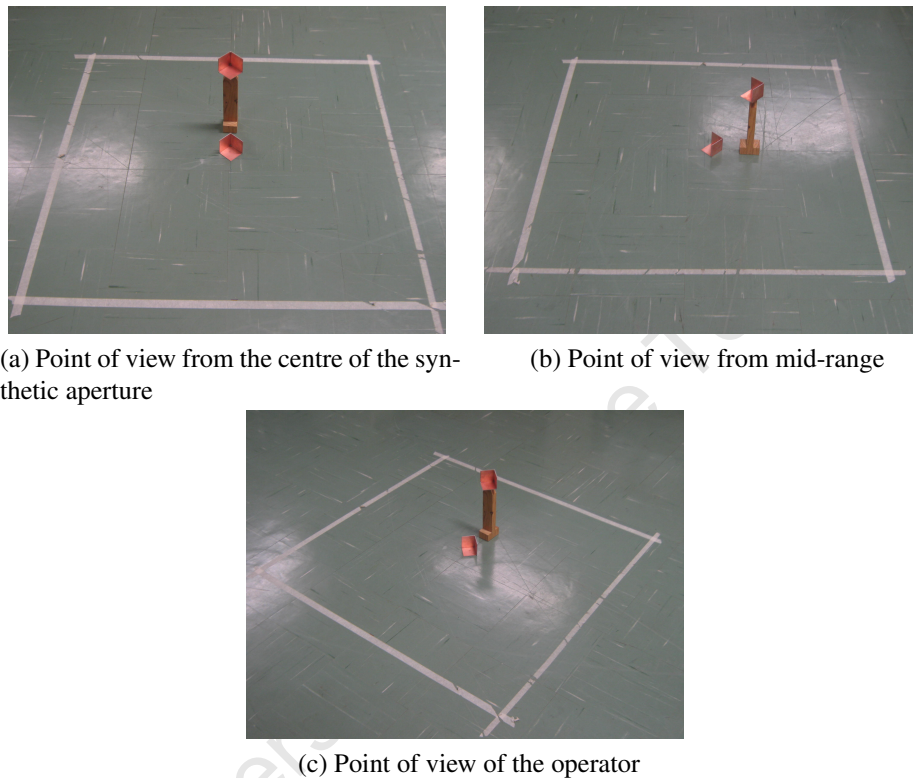 (a) Point of view from the centre of the syn-
thetic aperture
(b) Point of view from mid-range
(c) Point of view of the operator